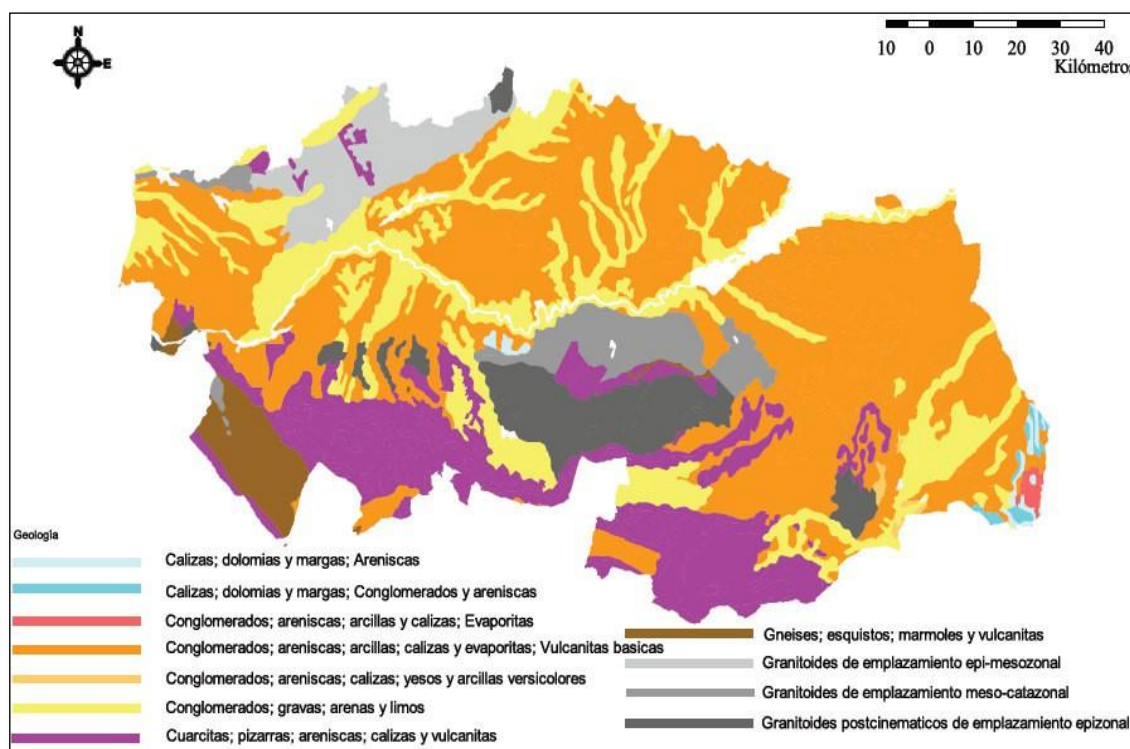 N
E
10 0 10 20 30 40
Kilómetros
Geología
Calizas; dolomias y margas; Areniscas
Calizas; dolomias y margas; Conglomerados y areniscas
Conglomerados; areniscas; arcillas y calizas; Evaporitas
Conglomerados; areniscas; arcillas; calizas y evaporitas; Vulcanitas basicas
Conglomerados; areniscas; calizas; yesos y arcillas versicolores
Conglomerados; gravas; arenas y limos
Cuarcitas; pizarras; areniscas; calizas y vulcanitas
Gneises; esquistos; marmoles y vulcanitas
Granitoides de emplazamiento epi-mesozonal
Granitoides de emplazamiento meso-catazonal
Granitoides postcinematicos de emplazamiento epizonal